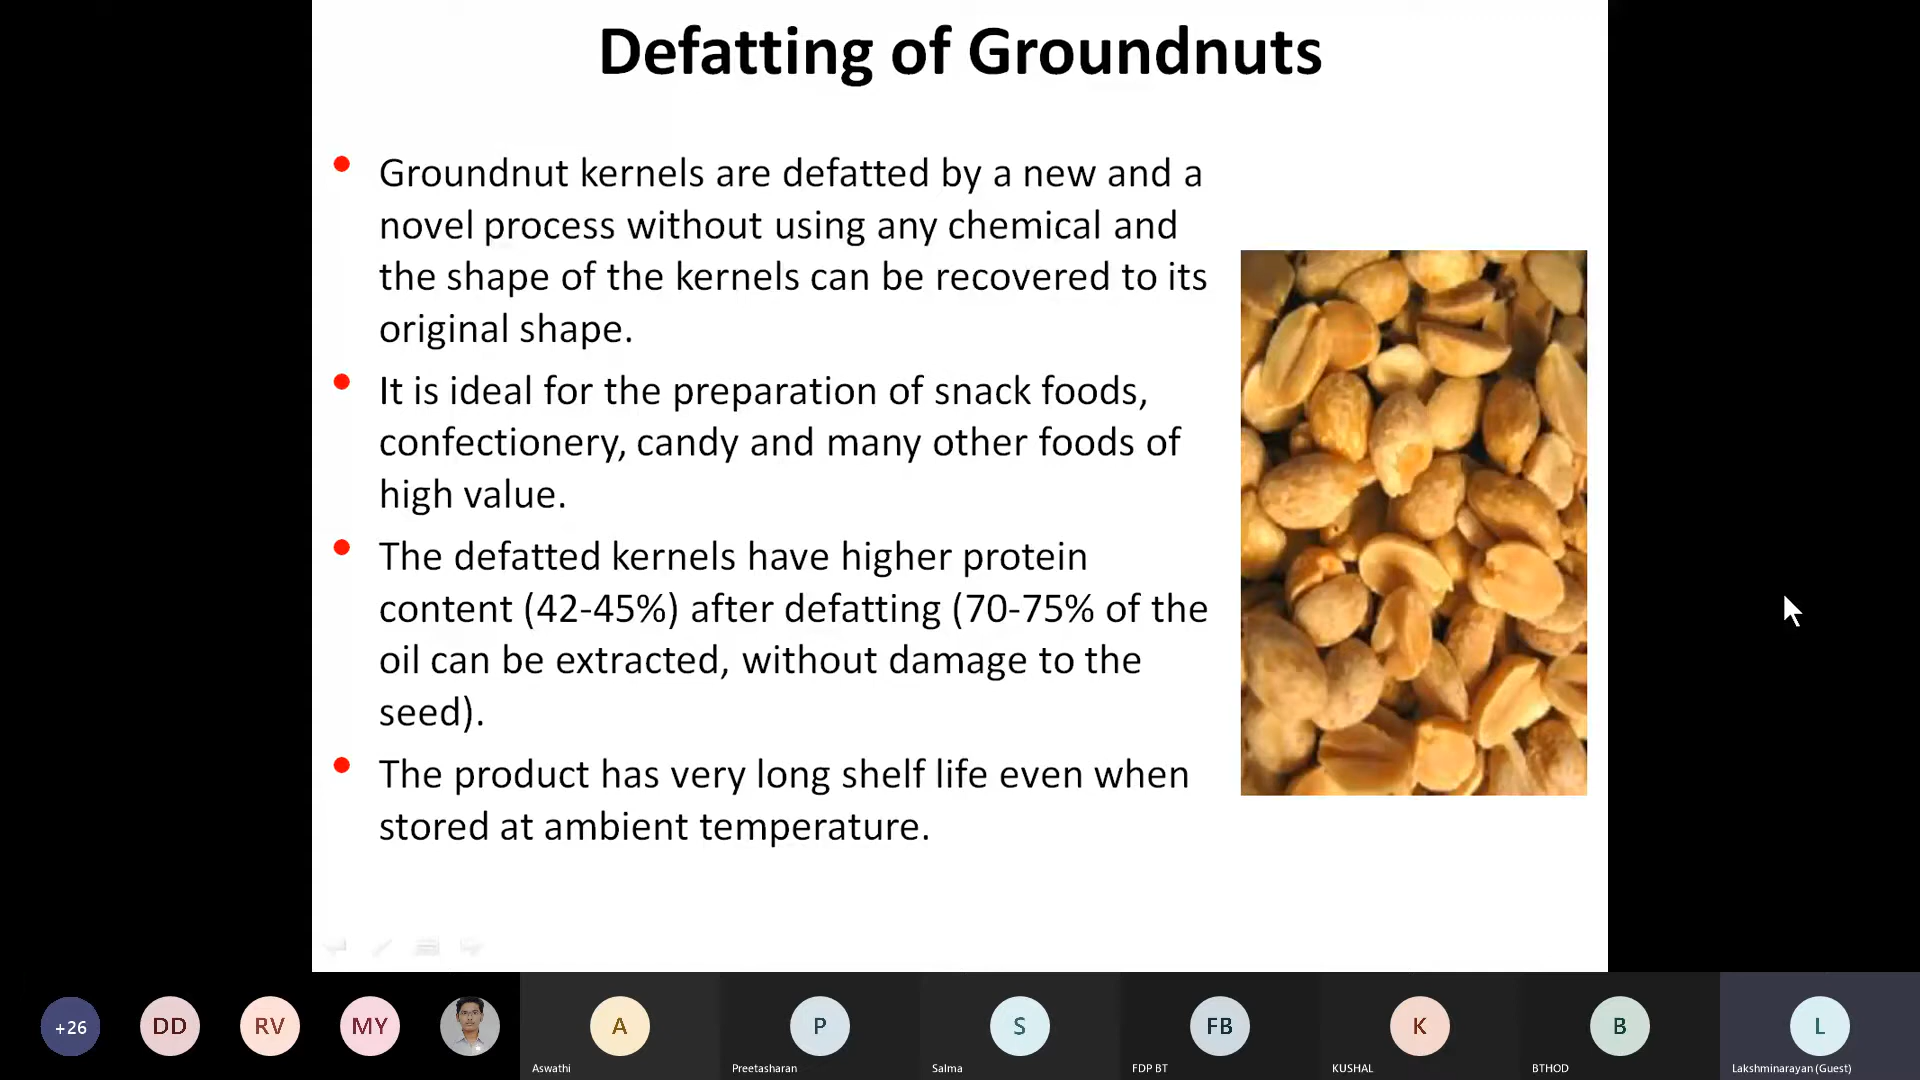 Defatting of Groundnuts
Groundnut kernels are defatted by a new and a
novel process without using any chemical and
the shape of the kernels can be recovered to its
original shape.
It is ideal for the preparation of snack foods,
confectionery, candy and many other foods of
high value.
The defatted kernels have higher protein
content (42-45%) after defatting (70-75% of the
oil can be extracted, without damage to the
seed).
The product has very long shelf life even when
stored at ambient temperature.
+26
DD
RV
MY
A
P
S
FB
K
B
L
Aswathi
Preetasharan
Salma
FDP BT
KUSHAL
BTHOD
Lakshminarayan (Guest)